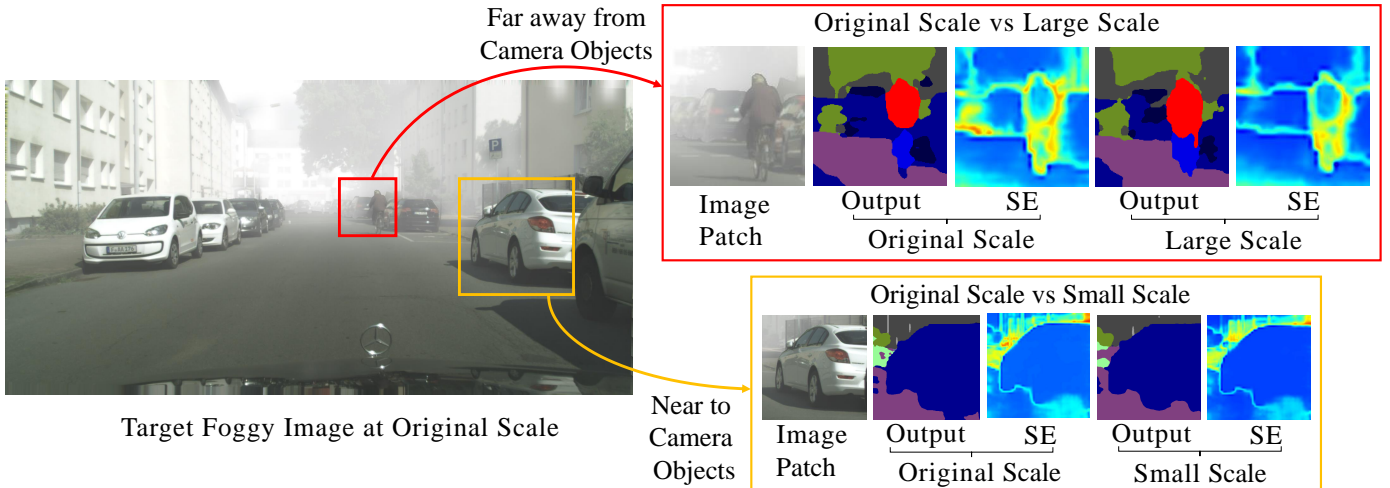 Far away from
Camera Objects
Original Scale vs Large Scale
Image
Patch
Output
SE
Output
SE
Original Scale
Large Scale
P
Target Foggy Image at Original Scale
Near to
Camera
Objects
Original Scale vs Small Scale
Image
Patch
Output
SE
Output
SE
Original Scale
Small Scale